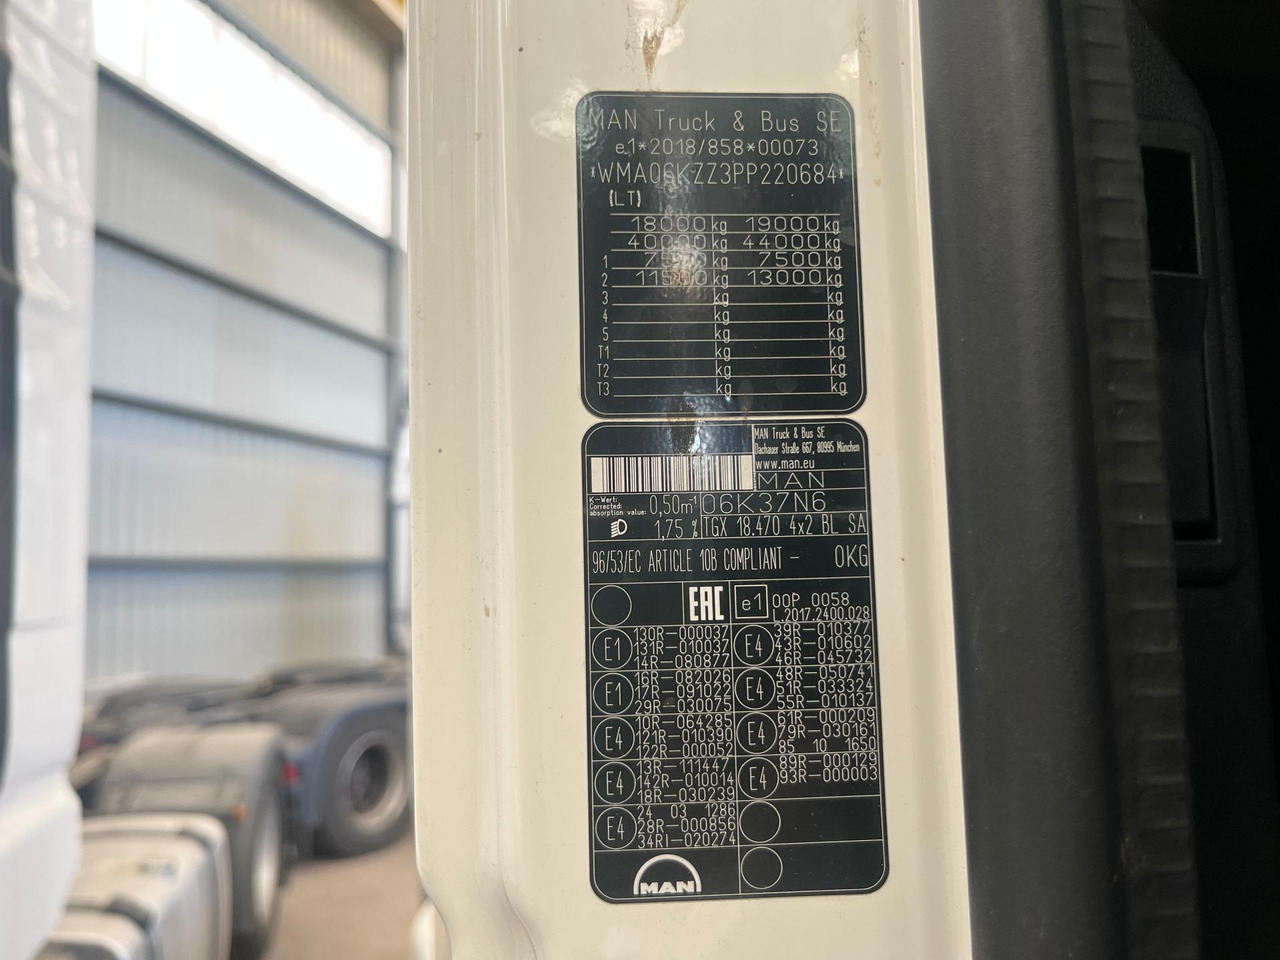 MAN Truck & Bus SE
e1*2018/858*00073
*WMA06KZZ3PP220684*
(LT)
18000 kg 19000 kg
40000 kg 44000 kg
1 7500 kg 7500 kg
2 11500 kg 13000 kg
3 kg kg
4 kg kg
5 kg kg
T1 kg kg
T2 kg kg
T3 kg kg
MAN Truck & Bus SE
Dachauer Straße 667, 80995 München
www.man.eu
MAN
K-Wert:
Corrected
absorption value: 0,50m⁻¹ 06K37N6
1,75 % TGX 18.470 4x2 BL SA
96/53/EC ARTICLE 10B COMPLIANT – 0KG
EAC e1 00P 0058
L.2017.2400.028
E1 130R-000037
131R-010037
14R-080877
E4 39R-010377
43R-010602
46R-045732
E1 16R-082026
17R-091022
29R-030075
E4 48R-050741
51R-033324
55R-010137
E4 10R-064285
121R-010390
122R-000052
E4 61R-000209
79R-030161
85 10 1650
E4 13R-111447
142R-010014
18R-030239
E4 89R-000129
93R-000003
E4 24 03 1286
28R-000856
34RI-020274
MAN